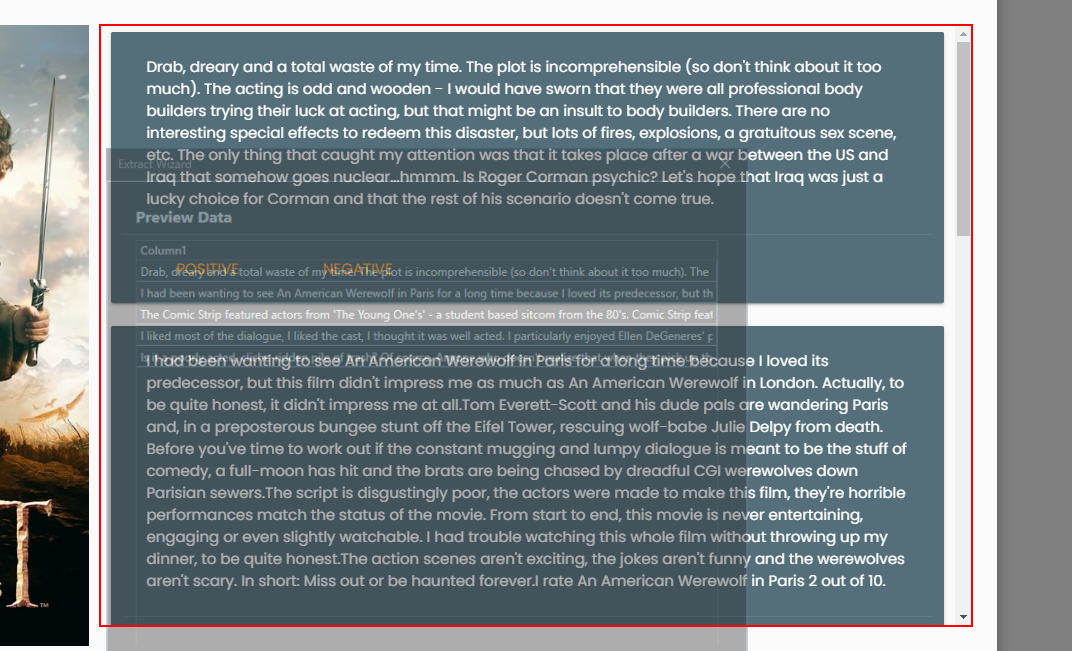 Drab, dreary and a total waste of my time. The plot is incomprehensible (so don't think about it too
much). The acting is odd and wooden - I would have sworn that they were all professional body
builders trying their luck at acting, but that might be an insult to body builders. There are no
interesting special effects to redeem this disaster, but lots of fires, explosions, a gratuitous sex scene,
etc. The only thing that caught my attention was that it takes place after a war between the US and
Extract Wizard
Iraq that somehow goes nuclear...hmmm. Is Roger Corman psychic? Let's hope that Iraq was just a
lucky choice for Corman and that the rest of his scenario doesn't come true.
Preview Data
Column1
POSITIVE NEGATIVE
Drab, dreary and a total waste of my time. The plot is incomprehensible (so don't think about it too much). The
I had been wanting to see An American Werewolf in Paris for a long time because I loved its predecessor, but th
The Comic Strip featured actors from 'The Young One's' - a student based sitcom from the 80's. Comic Strip feat
I liked most of the dialogue, I liked the cast, I thought it was well acted. I particularly enjoyed Ellen DeGeneres' p
I had been wanting to see An American Werewolf in Paris for a long time because I loved its
predecessor, but this film didn't impress me as much as An American Werewolf in London. Actually, to
be quite honest, it didn't impress me at all.Tom Everett-Scott and his dude pals are wandering Paris
and, in a preposterous bungee stunt off the Eifel Tower, rescuing wolf-babe Julie Delpy from death.
Before you've time to work out if the constant mugging and lumpy dialogue is meant to be the stuff of
comedy, a full-moon has hit and the brats are being chased by dreadful CGI werewolves down
Parisian sewers.The script is disgustingly poor, the actors were made to make this film, they're horrible
performances match the status of the movie. From start to end, this movie is never entertaining,
engaging or even slightly watchable. I had trouble watching this whole film without throwing up my
dinner, to be quite honest.The action scenes aren't exciting, the jokes aren't funny and the werewolves
aren't scary. In short: Miss out or be haunted forever.I rate An American Werewolf in Paris 2 out of 10.
T
TM